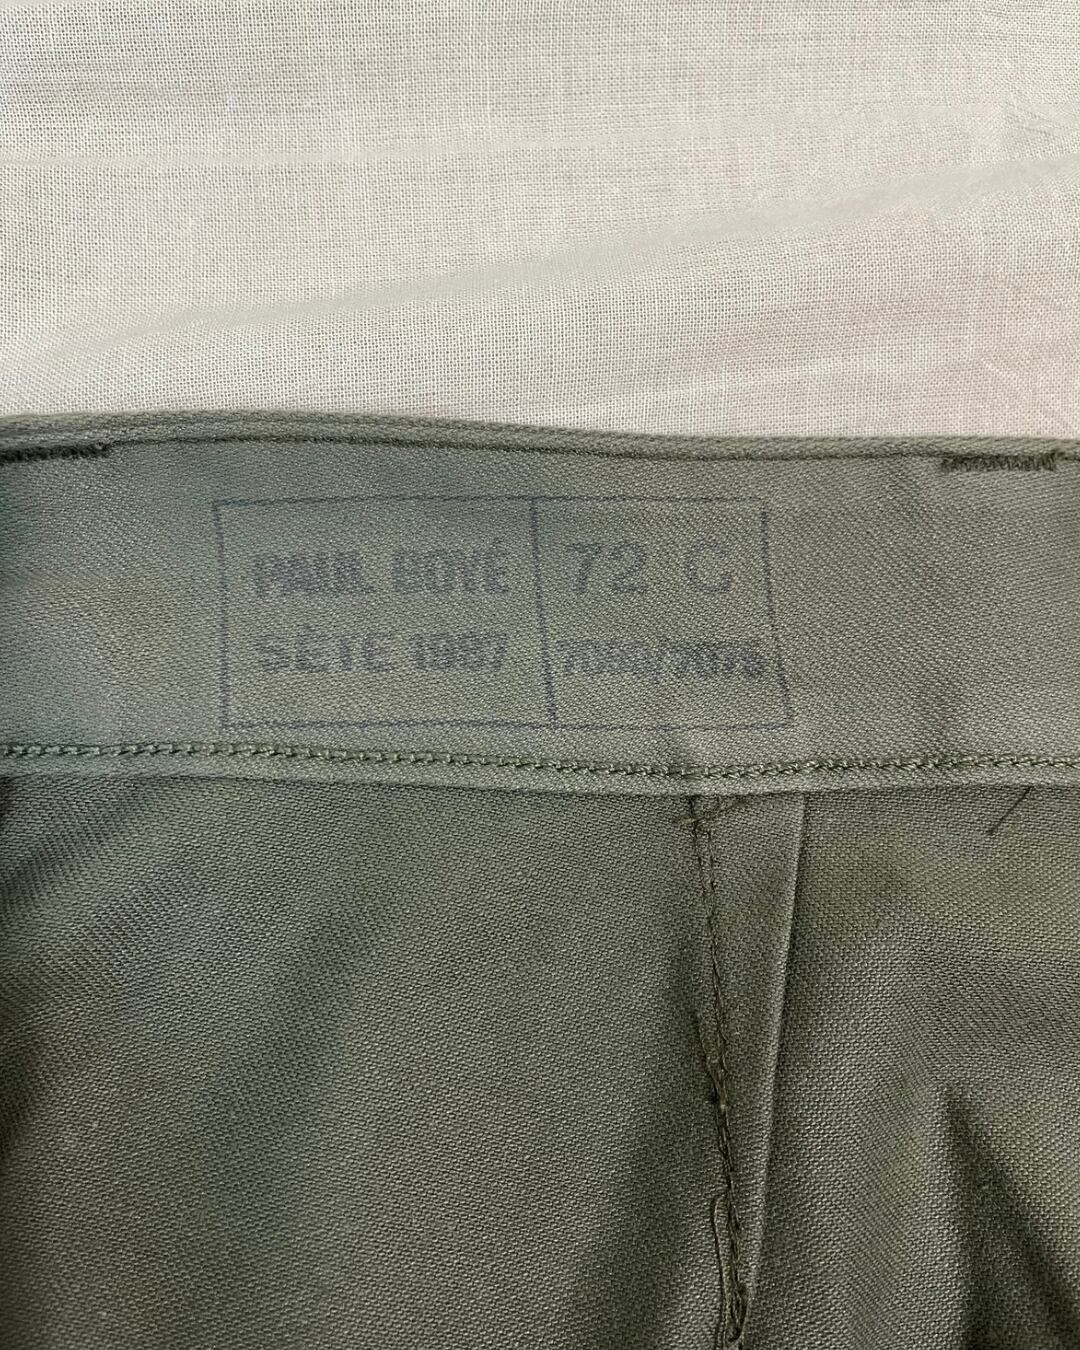 PAUL BOYÉ
SÈTE 1987
72 C